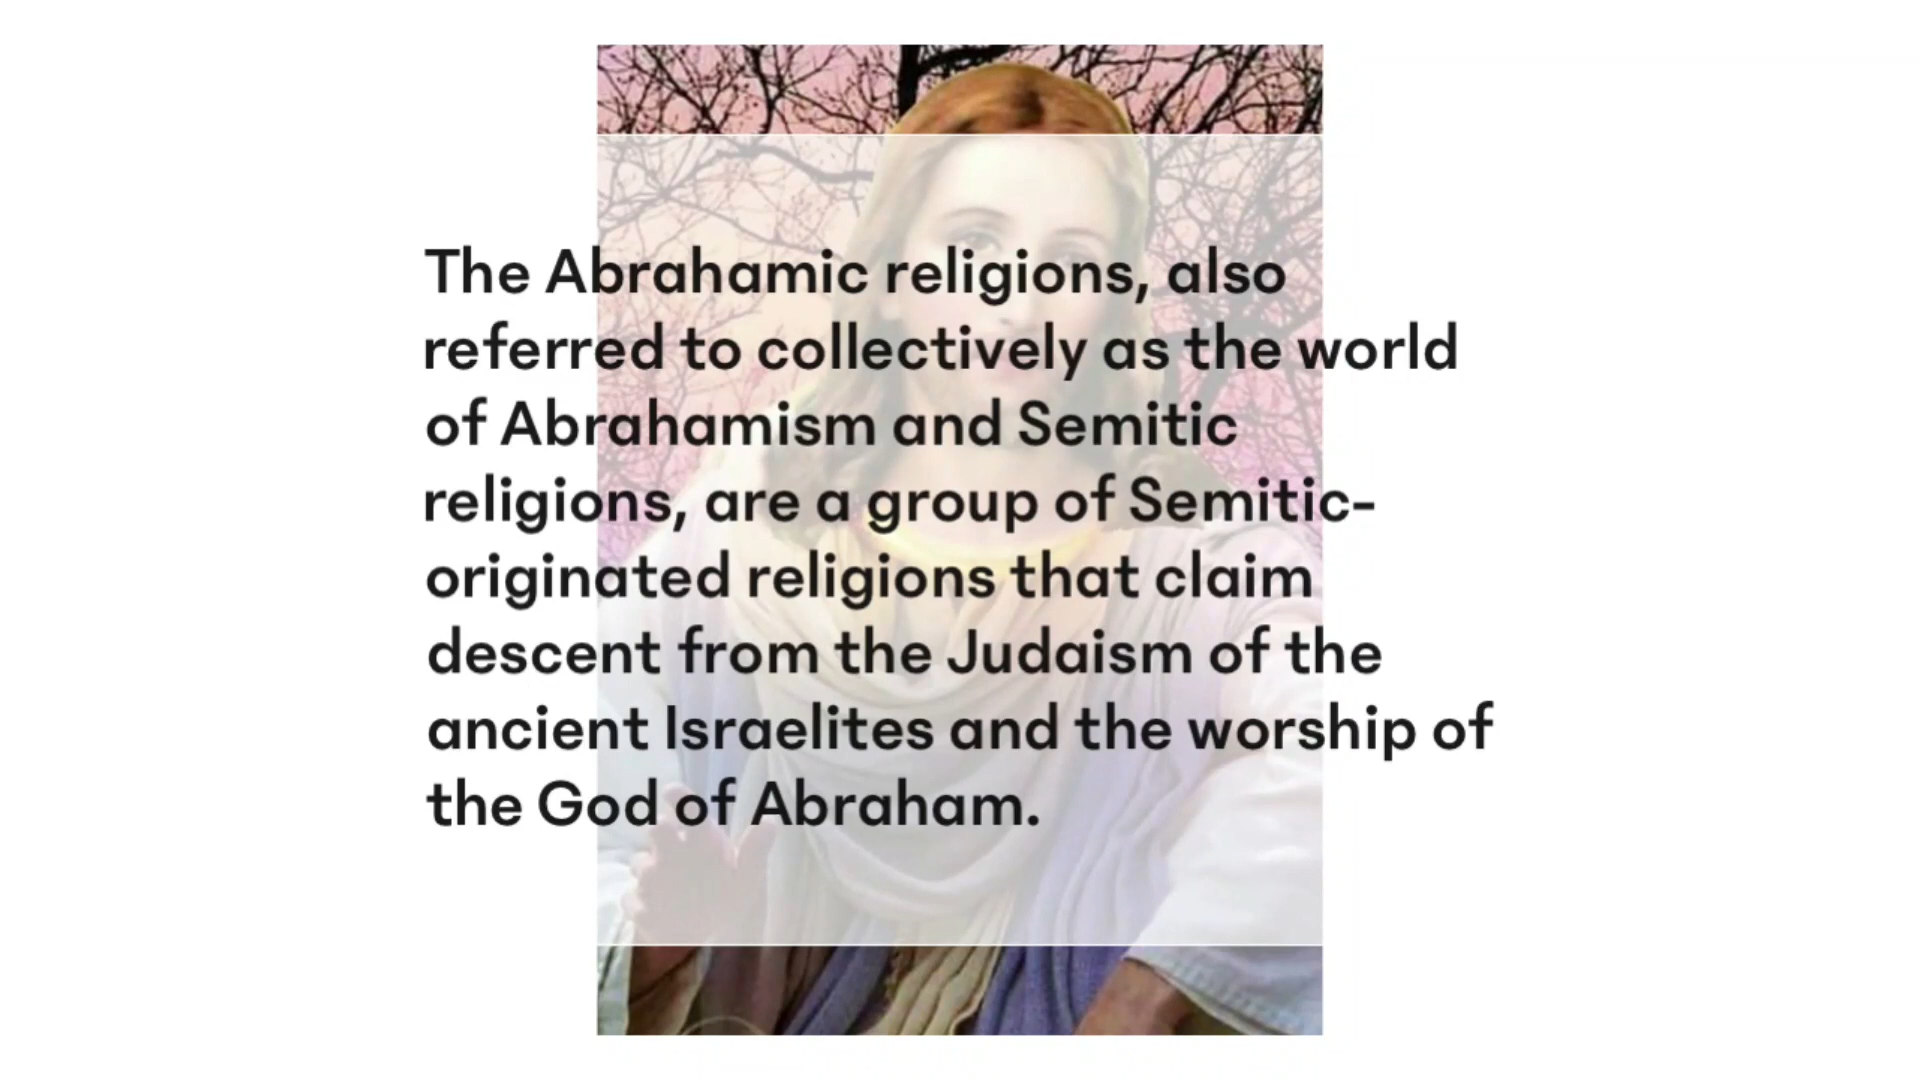 The Abrahamic religions, also
referred to collectively as the world
of Abrahamism and Semitic
religions, are a group of Semitic-
originated religions that claim
descent from the Judaism of the
ancient Israelites and the worship of
the God of Abraham.